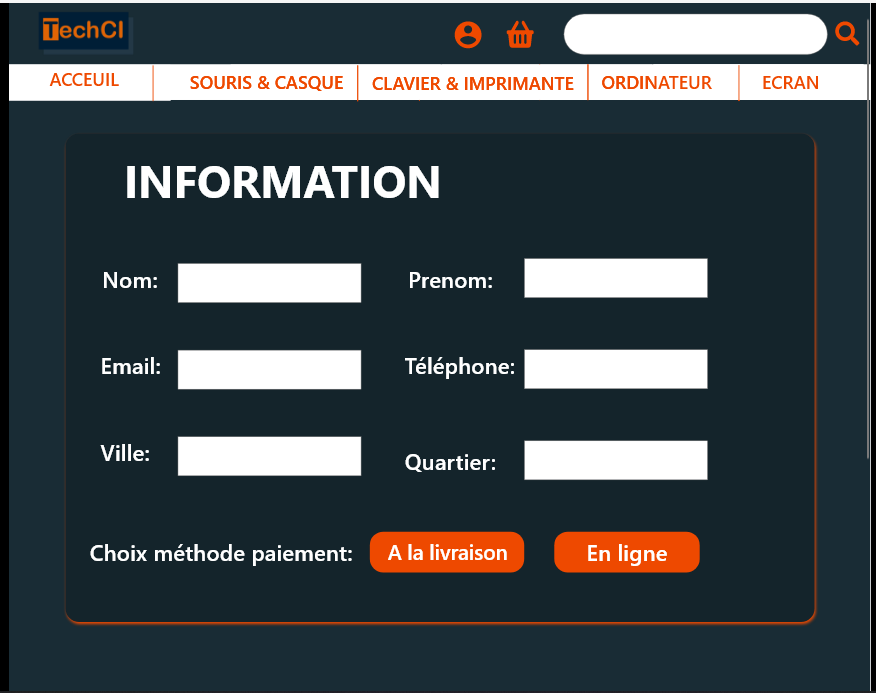 TechCI
ACCEUIL SOURIS & CASQUE CLAVIER & IMPRIMANTE ORDINATEUR ECRAN
INFORMATION
Nom: Prenom:
Email: Téléphone:
Ville: Quartier:
Choix méthode paiement: A la livraison En ligne